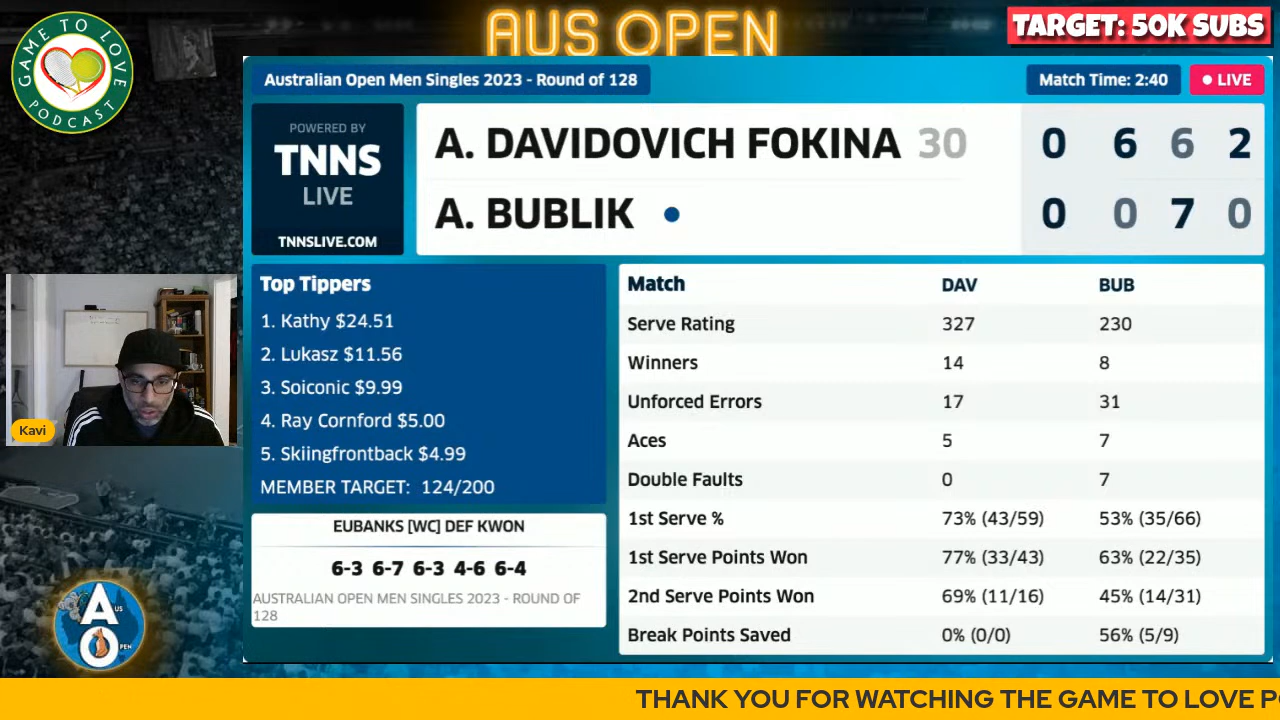 AUS OPEN
TARGET: 50K SUBS
GAME TO LOVE
PODCAST
Australian Open Men Singles 2023 - Round of 128
Match Time: 2:40
LIVE
POWERED BY
TNNS
LIVE
TNNSLIVE.COM
A. DAVIDOVICH FOKINA 30 0 6 6 2
A. BUBLIK 0 0 7 0
Top Tippers
1. Kathy $24.51
2. Lukasz $11.56
3. Soiconic $9.99
4. Ray Cornford $5.00
5. Skiingfrontback $4.99
MEMBER TARGET: 124/200
EUBANKS [WC] DEF KWON
6-3 6-7 6-3 4-6 6-4
AUSTRALIAN OPEN MEN SINGLES 2023 - ROUND OF
128
Match DAV BUB
Serve Rating 327 230
Winners 14 8
Unforced Errors 17 31
Aces 5 7
Double Faults 0 7
1st Serve % 73% (43/59) 53% (35/66)
1st Serve Points Won 77% (33/43) 63% (22/35)
2nd Serve Points Won 69% (11/16) 45% (14/31)
Break Points Saved 0% (0/0) 56% (5/9)
Kavi
AUS
OPEN
THANK YOU FOR WATCHING THE GAME TO LOVE PO